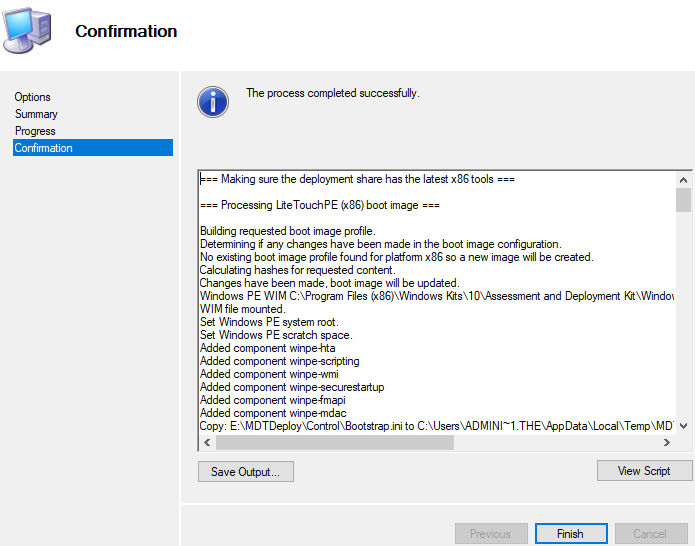 Confirmation
Options
Summary
Progress
Confirmation
The process completed successfully.
=== Making sure the deployment share has the latest x86 tools ===
=== Processing LiteTouchPE (x86) boot image ===
Building requested boot image profile.
Determining if any changes have been made in the boot image configuration.
No existing boot image profile found for platform x86 so a new image will be created.
Calculating hashes for requested content.
Changes have been made, boot image will be updated.
Windows PE WIM C:\Program Files (x86)\Windows Kits\10\Assessment and Deployment Kit\Window
WIM file mounted.
Set Windows PE system root.
Set Windows PE scratch space.
Added component winpe-hta
Added component winpe-scripting
Added component winpe-wmi
Added component winpe-securestartup
Added component winpe-fmapi
Added component winpe-mdac
Copy: E:\MDTDeploy\Control\Bootstrap.ini to C:\Users\ADMINI~1.THE\AppData\Local\Temp\MDT
Save Output...
View Script
Previous
Finish
Cancel